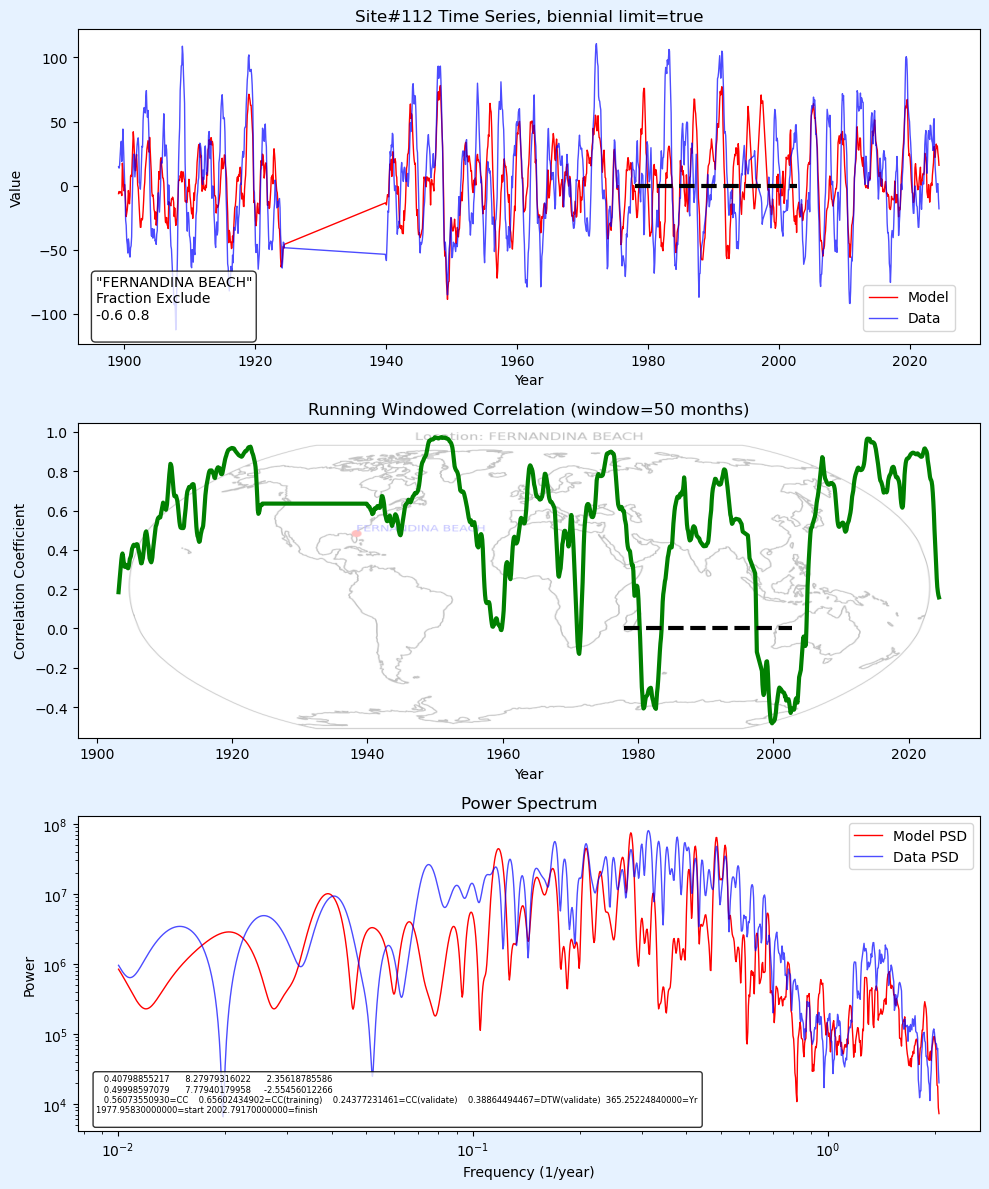 Site#112 Time Series, biennial limit=true
Value
100
50
0
−50
−100
"FERNANDINA BEACH"
Fraction Exclude
-0.6 0.8
Model
Data
1900
1920
1940
1960
1980
2000
2020
Year
Running Windowed Correlation (window=50 months)
Location: FERNANDINA BEACH
FERNANDINA BEACH
Correlation Coefficient
1.0
0.8
0.6
0.4
0.2
0.0
−0.2
−0.4
1900
1920
1940
1960
1980
2000
2020
Year
Power Spectrum
Power
10^8
10^7
10^6
10^5
10^4
Model PSD
Data PSD
0.40798855217 8.27979316022 2.35618785586
0.49998597079 7.77940179958 -2.55456012266
0.56073550930=CC 0.65602434902=CC(training) 0.24377231461=CC(validate) 0.38864494467=DTW(validate) 365.25224840000=Yr
1977.95830000000=start 2002.79170000000=finish
10^−2
10^−1
10^0
Frequency (1/year)